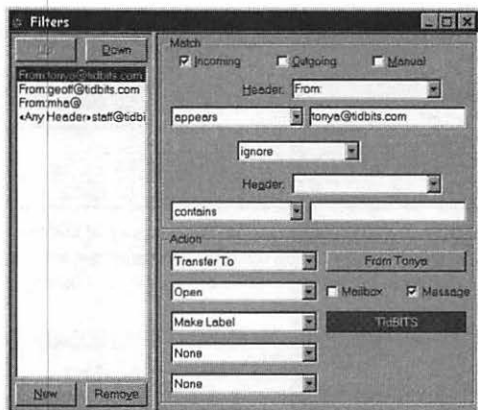 Filters
Up Down
From:tonya@tidbits.com
From:geoff@tidbits.com
From:mha@
«Any Header»staff@tidbi
New Remove
Match
Incoming Outgoing Manual
Header: From:
appears tonya@tidbits.com
ignore
Header:
contains
Action
Transfer To From Tonya
Open Mailbox Message
Make Label TidBITS
None
None